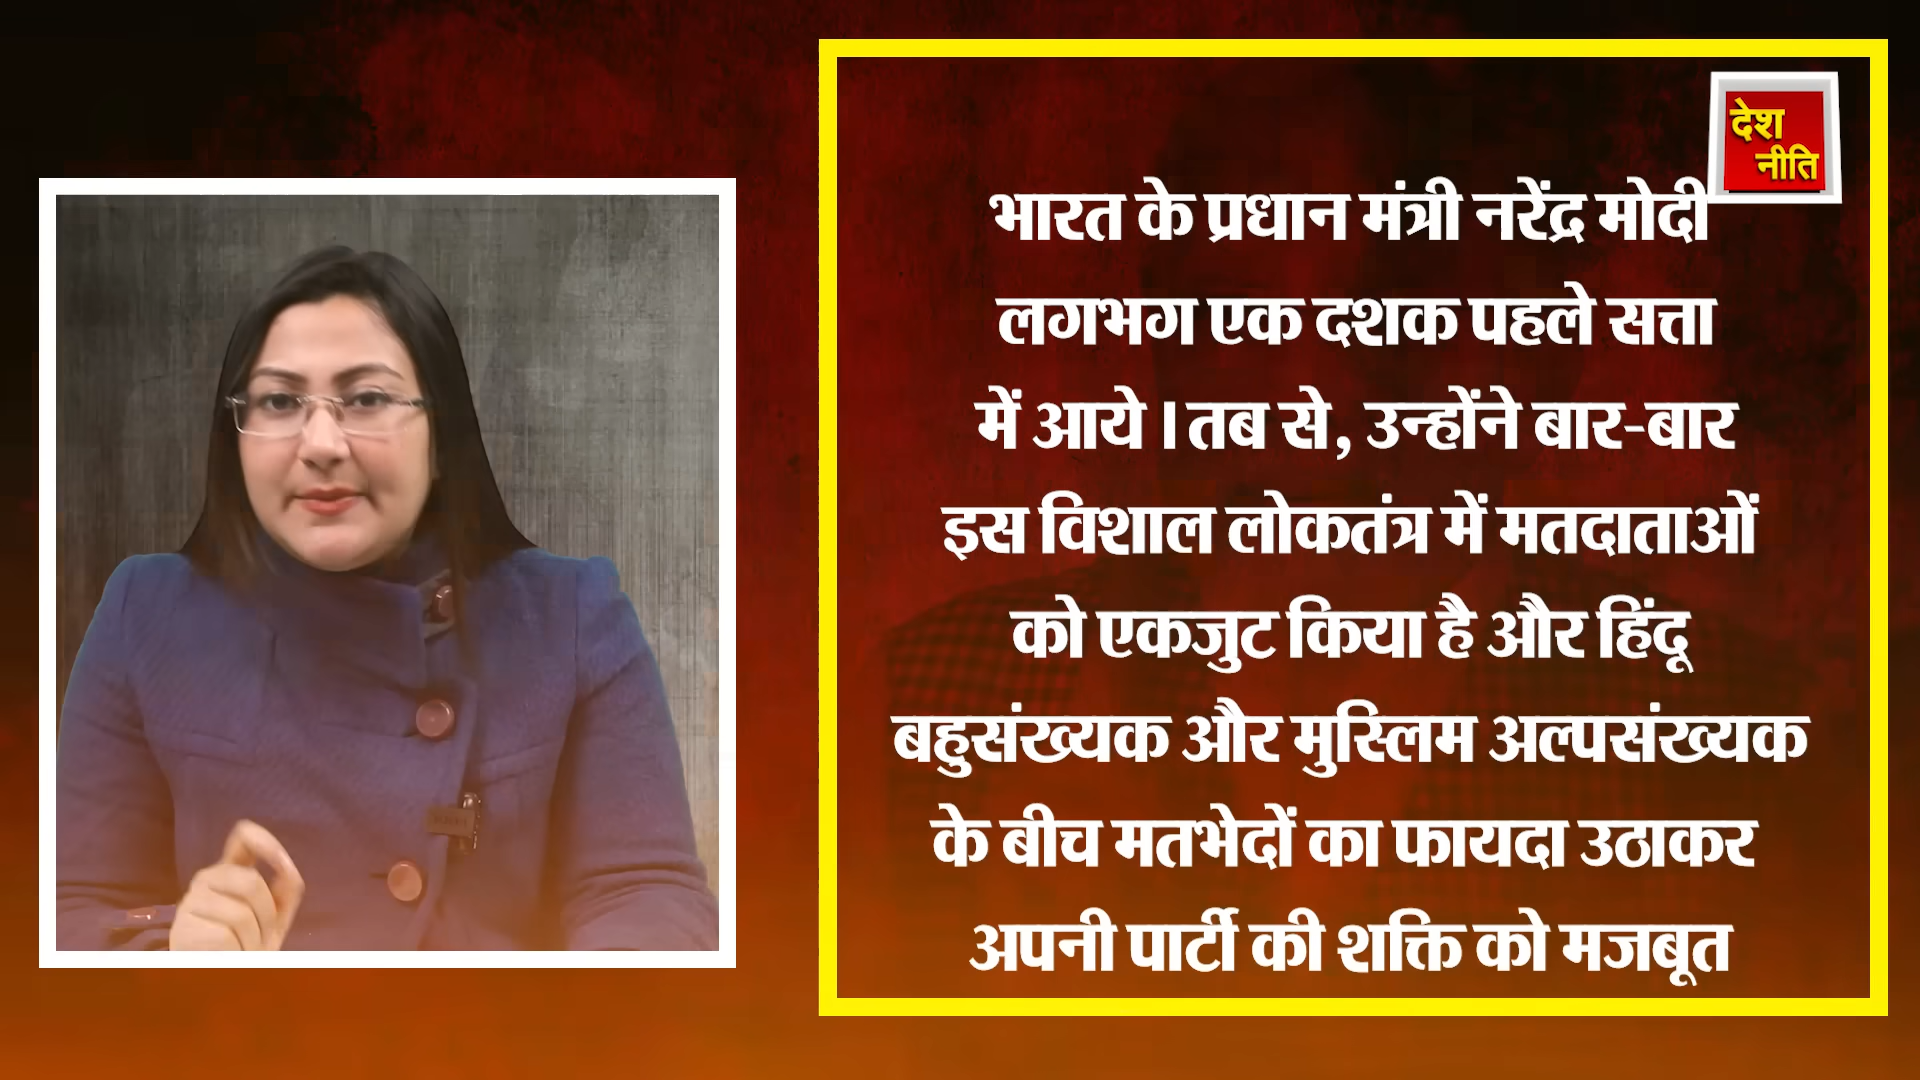 देश
नीति
भारत के प्रधान मंत्री नरेंद्र मोदी
लगभग एक दशक पहले सत्ता
में आये । तब से, उन्होंने बार-बार
इस विशाल लोकतंत्र में मतदाताओं
को एकजुट किया है और हिंदू
बहुसंख्यक और मुस्लिम अल्पसंख्यक
के बीच मतभेदों का फायदा उठाकर
अपनी पार्टी की शक्ति को मजबूत